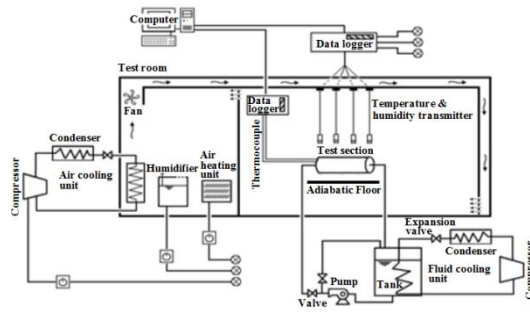 Computer
Data logger
Test room
Fan
Data
logger
Temperature &
humidity transmitter
Thermocouple
Test section
Adiabatic Floor
Condenser
Compressor
Air cooling
unit
Humidifier
Air
heating
unit
Expansion
valve
Condenser
Fluid cooling
unit
Compressor
Tank
Pump
Valve